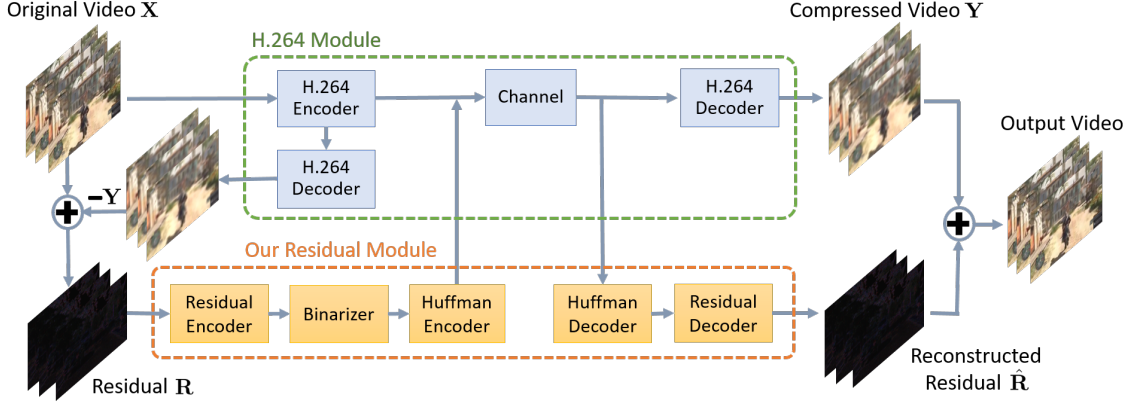 Original Video X
Compressed Video Y
H.264 Module
H.264
Encoder
Channel
H.264
Decoder
Output Video
H.264
Decoder
−Y
Our Residual Module
Residual
Encoder
Binarizer
Huffman
Encoder
Huffman
Decoder
Residual
Decoder
Residual R
Reconstructed
Residual R̂